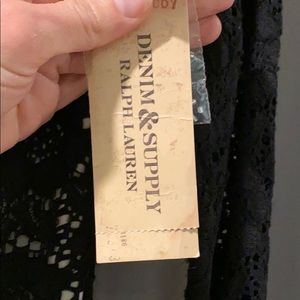 DENIM & SUPPLY
RALPH LAUREN